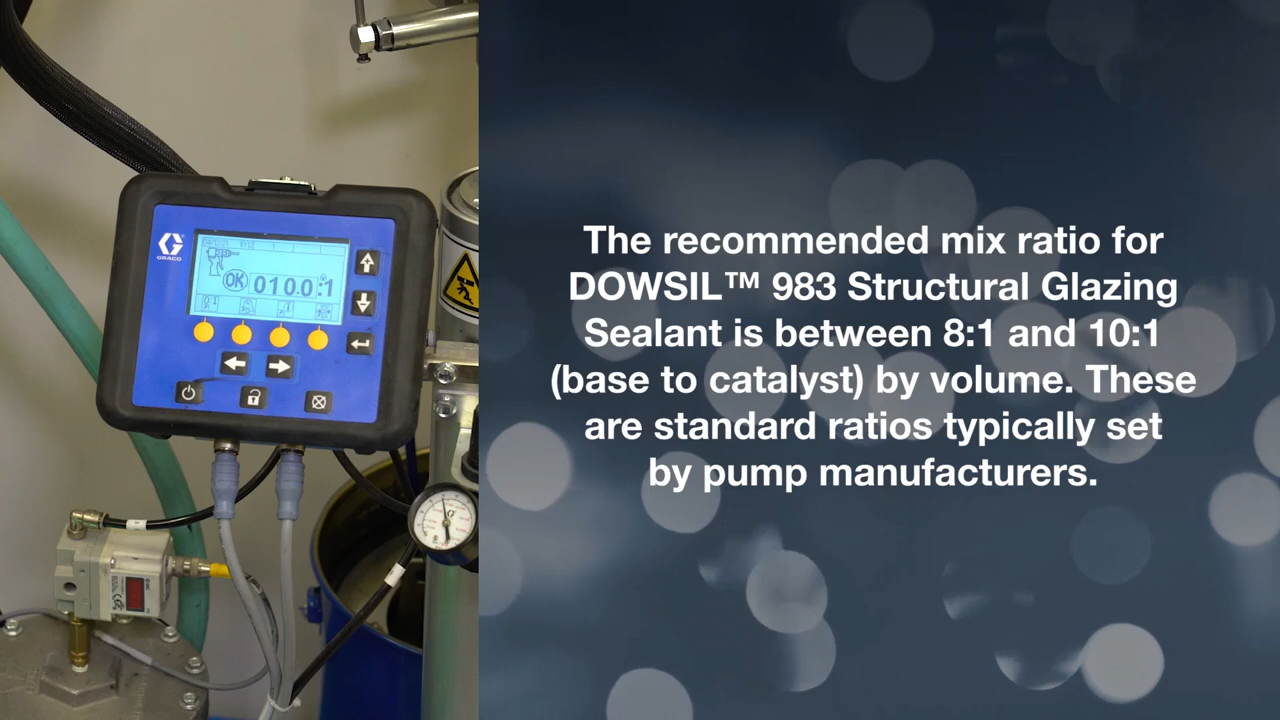 GRACO
OK 010.0 :1
The recommended mix ratio for
DOWSIL™ 983 Structural Glazing
Sealant is between 8:1 and 10:1
(base to catalyst) by volume. These
are standard ratios typically set
by pump manufacturers.